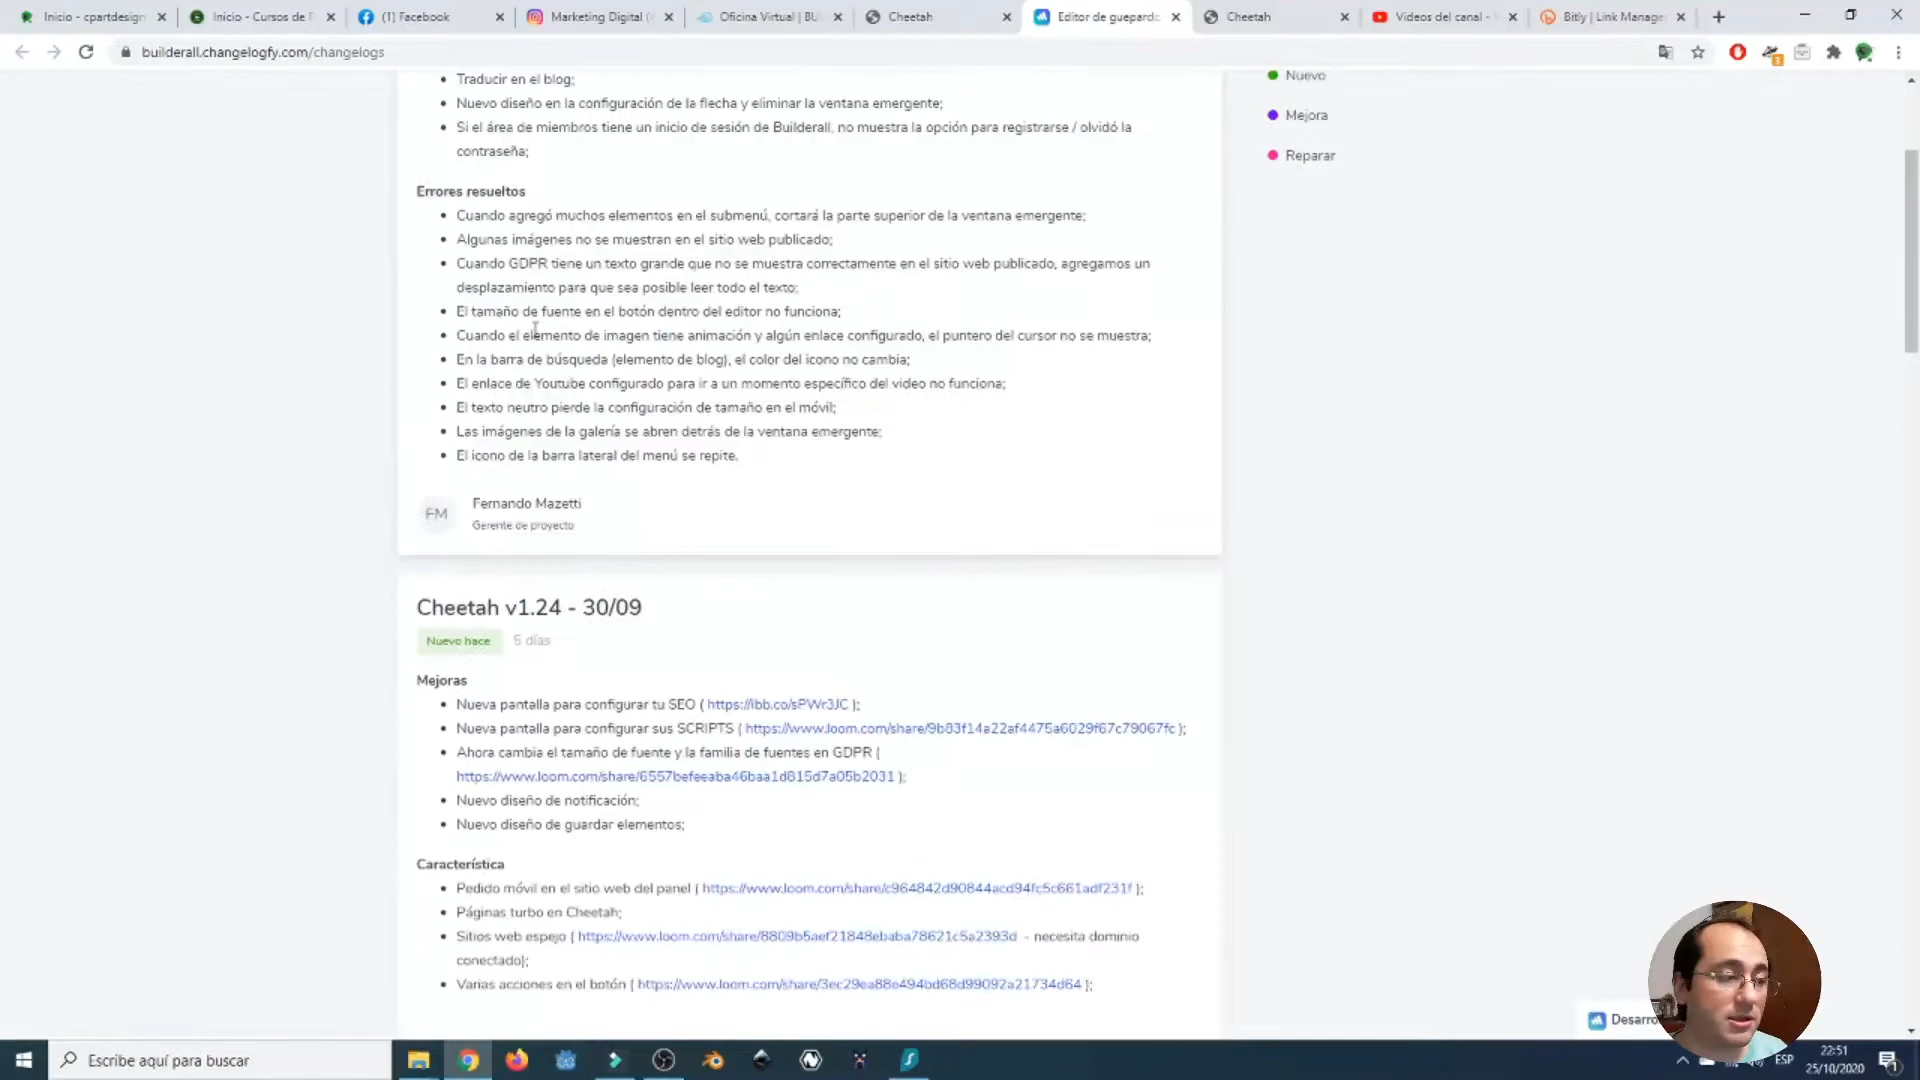 Inicio - cpartdesign
Inicio - Cursos de
(1) Facebook
Marketing Digital (
Oficina Virtual | BU
Cheetah
Editor de guepardo
Cheetah
Videos del canal -
Bitly | Link Manage
builderall.changelogfy.com/changelogs
Traducir en el blog;
Nuevo diseño en la configuración de la flecha y eliminar la ventana emergente;
Si el área de miembros tiene un inicio de sesión de Builderall, no muestra la opción para registrarse / olvidó la
contraseña;
Nuevo
Mejora
Reparar
Errores resueltos
Cuando agregó muchos elementos en el submenú, cortará la parte superior de la ventana emergente;
Algunas imágenes no se muestran en el sitio web publicado;
Cuando GDPR tiene un texto grande que no se muestra correctamente en el sitio web publicado, agregamos un
desplazamiento para que sea posible leer todo el texto;
El tamaño de fuente en el botón dentro del editor no funciona;
Cuando el elemento de imagen tiene animación y algún enlace configurado, el puntero del cursor no se muestra;
En la barra de búsqueda (elemento de blog), el color del icono no cambia;
El enlace de Youtube configurado para ir a un momento específico del video no funciona;
El texto neutro pierde la configuración de tamaño en el móvil;
Las imágenes de la galería se abren detrás de la ventana emergente;
El icono de la barra lateral del menú se repite.
FM
Fernando Mazetti
Gerente de proyecto
Cheetah v1.24 - 30/09
Nuevo hace 5 días
Mejoras
Nueva pantalla para configurar tu SEO ( https://ibb.co/sPWr3JC );
Nueva pantalla para configurar sus SCRIPTS ( https://www.loom.com/share/9b83f14a22af4475a6029f67c79067fc );
Ahora cambia el tamaño de fuente y la familia de fuentes en GDPR (
https://www.loom.com/share/6557befeeaba46baa1d815d7a05b2031 );
Nuevo diseño de notificación;
Nuevo diseño de guardar elementos;
Característica
Pedido móvil en el sitio web del panel ( https://www.loom.com/share/c964842d90844acd94fc5c661adf231f );
Páginas turbo en Cheetah;
Sitios web espejo ( https://www.loom.com/share/8809b5aef21848ebaba78621c5a2393d - necesita dominio
conectado);
Varias acciones en el botón ( https://www.loom.com/share/3ec29ea88e494bd68d99092a21734d64 );
Desarro
Escribe aquí para buscar
ESP
22:51
25/10/2020